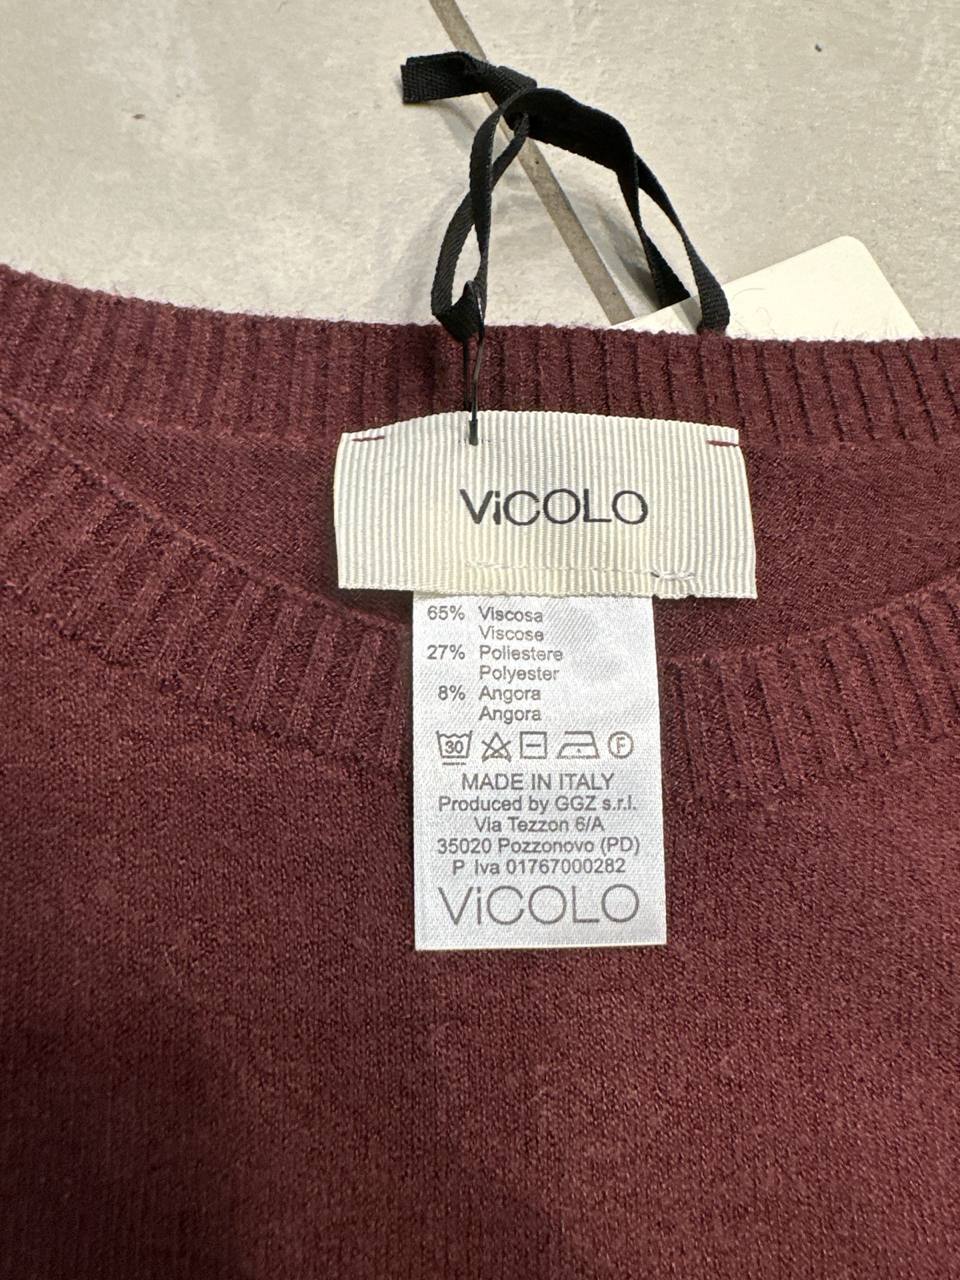 ViCOLO
65% Viscosa
Viscose
27% Poliestere
Polyester
8% Angora
Angora
30 F
MADE IN ITALY
Produced by GGZ s.r.l.
Via Tezzon 6/A
35020 Pozzonovo (PD)
P Iva 01767000282
ViCOLO